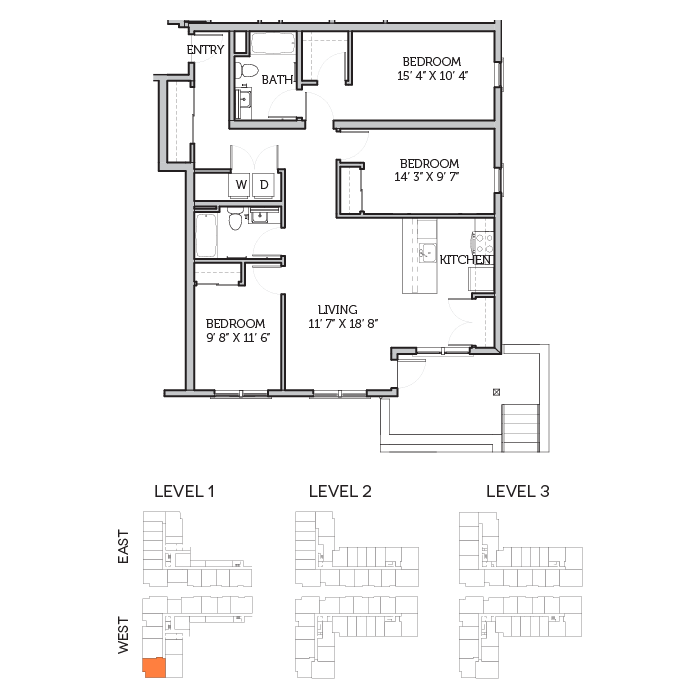 ENTRY
BATH
BEDROOM
15' 4" X 10' 4"
BEDROOM
14' 3" X 9' 7"
W D
KITCHEN
LIVING
11' 7" X 18' 8"
BEDROOM
9' 8" X 11' 6"
LEVEL 1
LEVEL 2
LEVEL 3
EAST
WEST